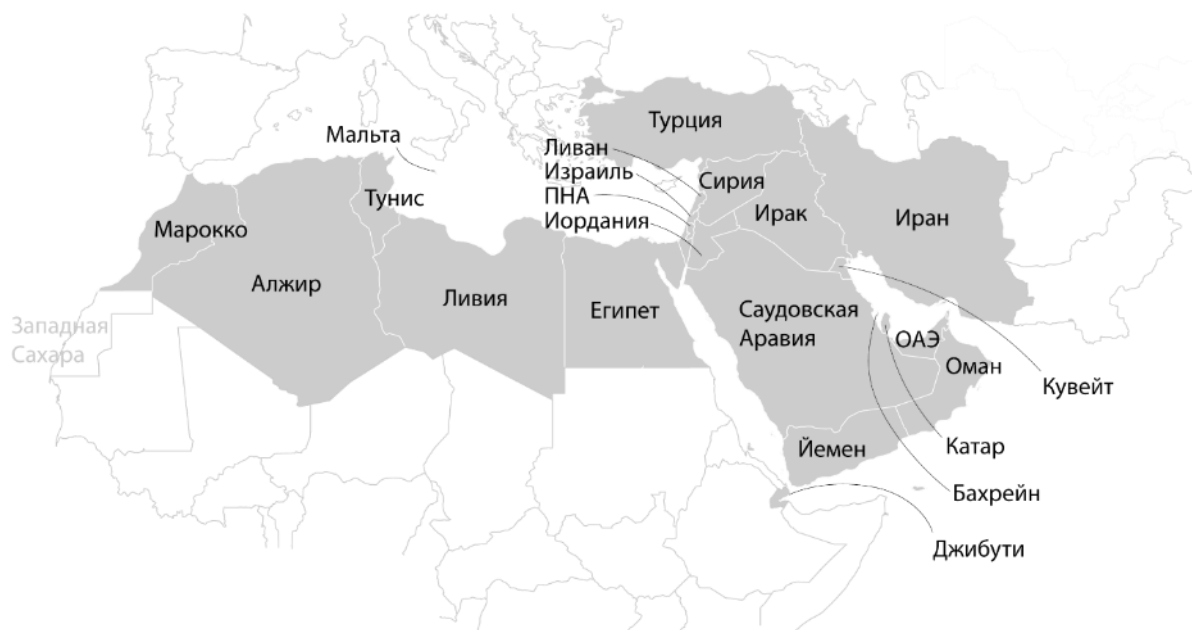 Турция
Мальта
Ливан
Израиль
ПНА
Иордания
Сирия
Ирак
Иран
Тунис
Марокко
Алжир
Ливия
Египет
Саудовская
Аравия
ОАЭ
Оман
Западная
Сахара
Кувейт
Йемен
Катар
Бахрейн
Джибути